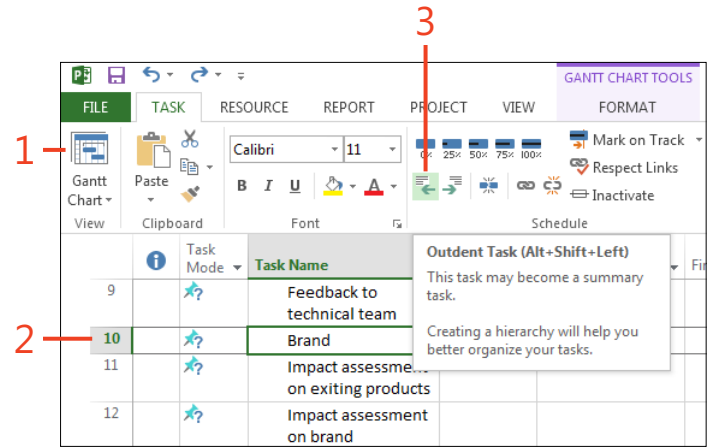 3
GANTT CHART TOOLS
FILE TASK RESOURCE REPORT PROJECT VIEW FORMAT
1
Calibri 11
0% 25% 50% 75% 100%
Mark on Track
Respect Links
Inactivate
Gantt
Chart
Paste
B I U A
View Clipboard Font Schedule
Task
Mode
Task Name
Outdent Task (Alt+Shift+Left)
This task may become a summary
task.
Creating a hierarchy will help you
better organize your tasks.
9 Feedback to
technical team
2
10 Brand
11 Impact assessment
on exiting products
12 Impact assessment
on brand